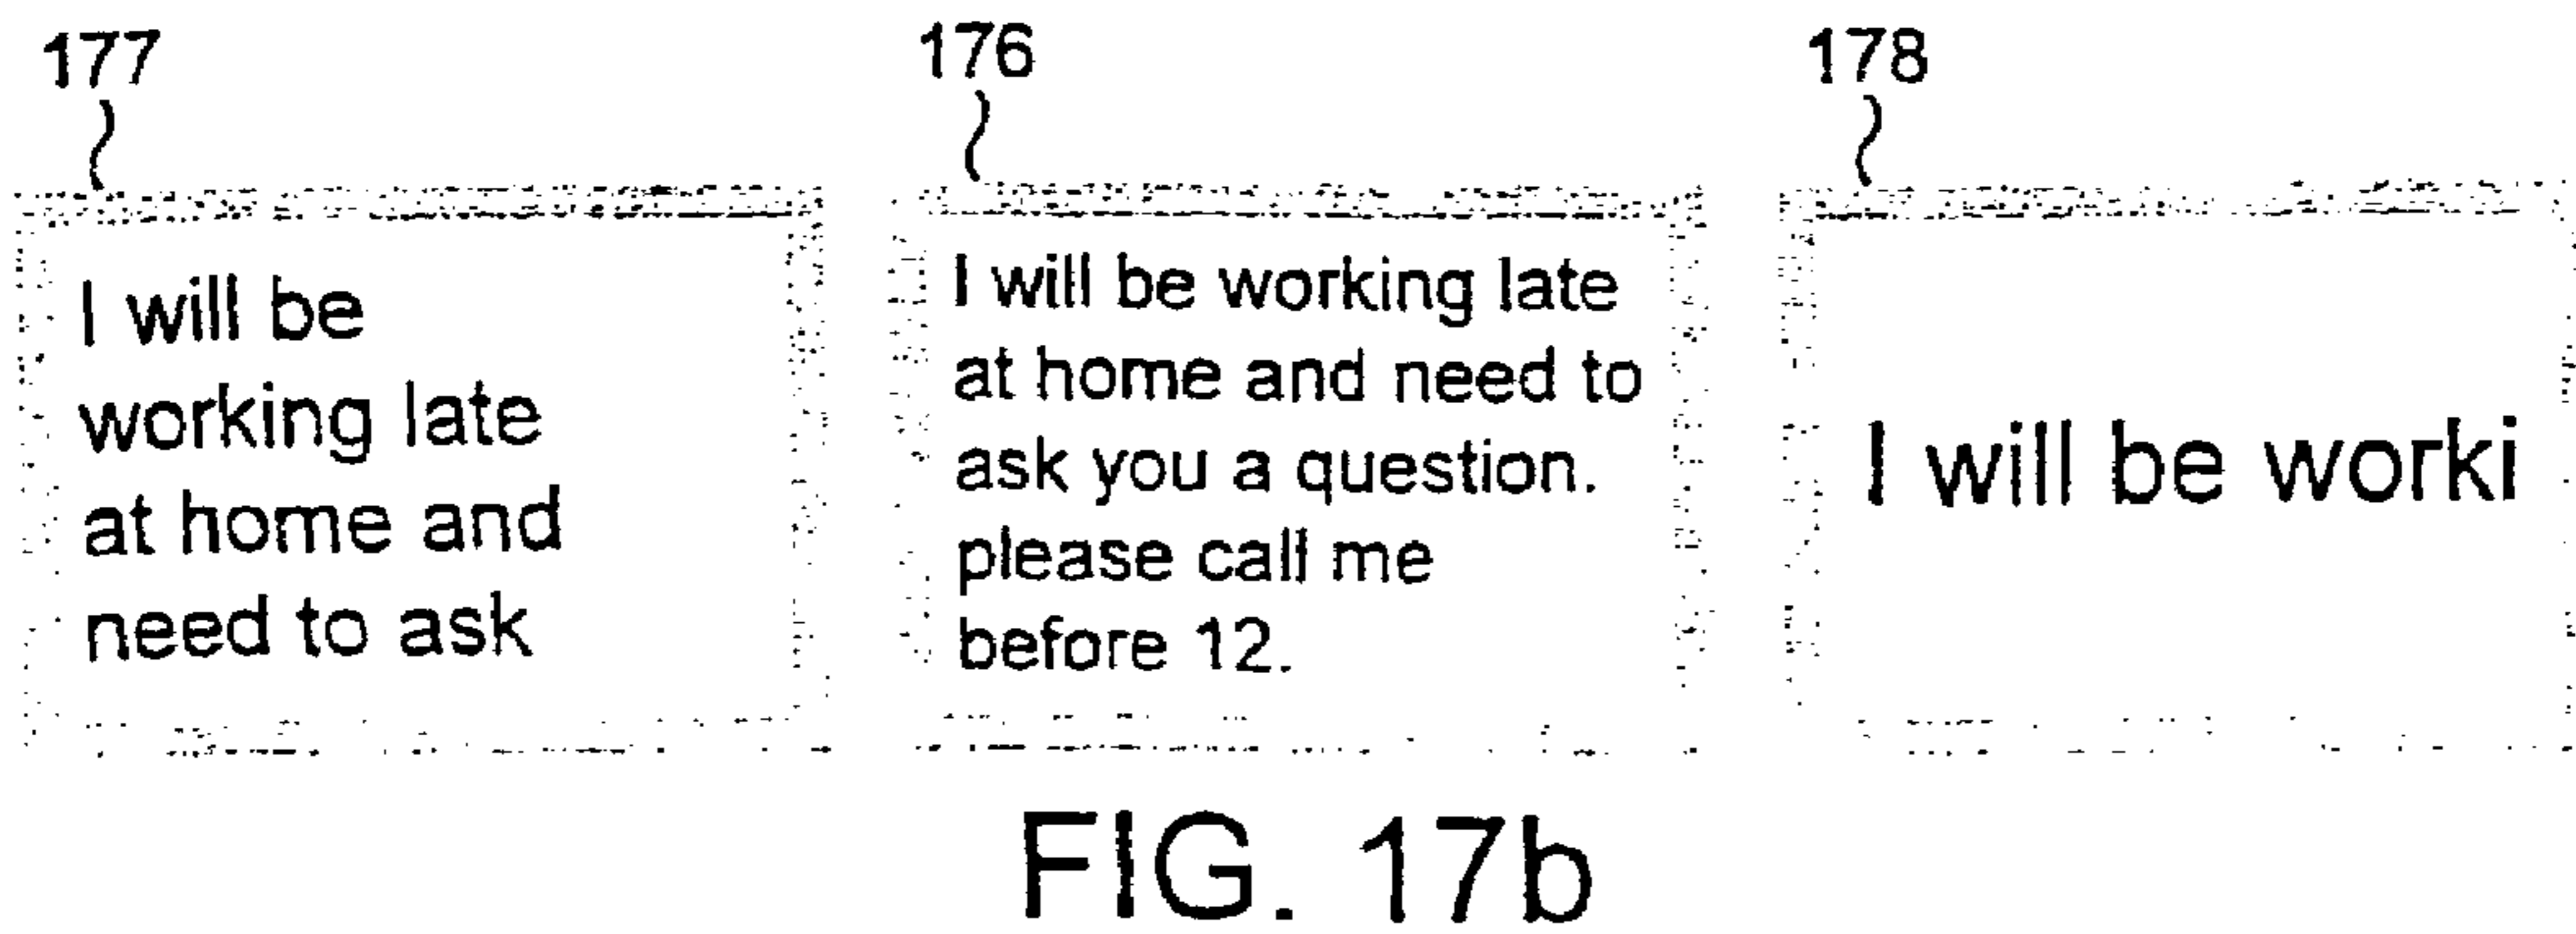 177
I will be
working late
at home and
need to ask
176
I will be working late
at home and need to
ask you a question.
please call me
before 12.
178
I will be worki
FIG. 17b